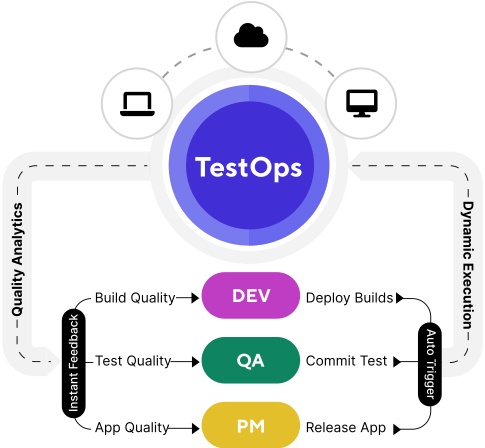 TestOps
Quality Analytics
Dynamic Execution
Instant Feedback
Build Quality
DEV
Deploy Builds
Test Quality
QA
Commit Test
App Quality
PM
Release App
Auto Trigger